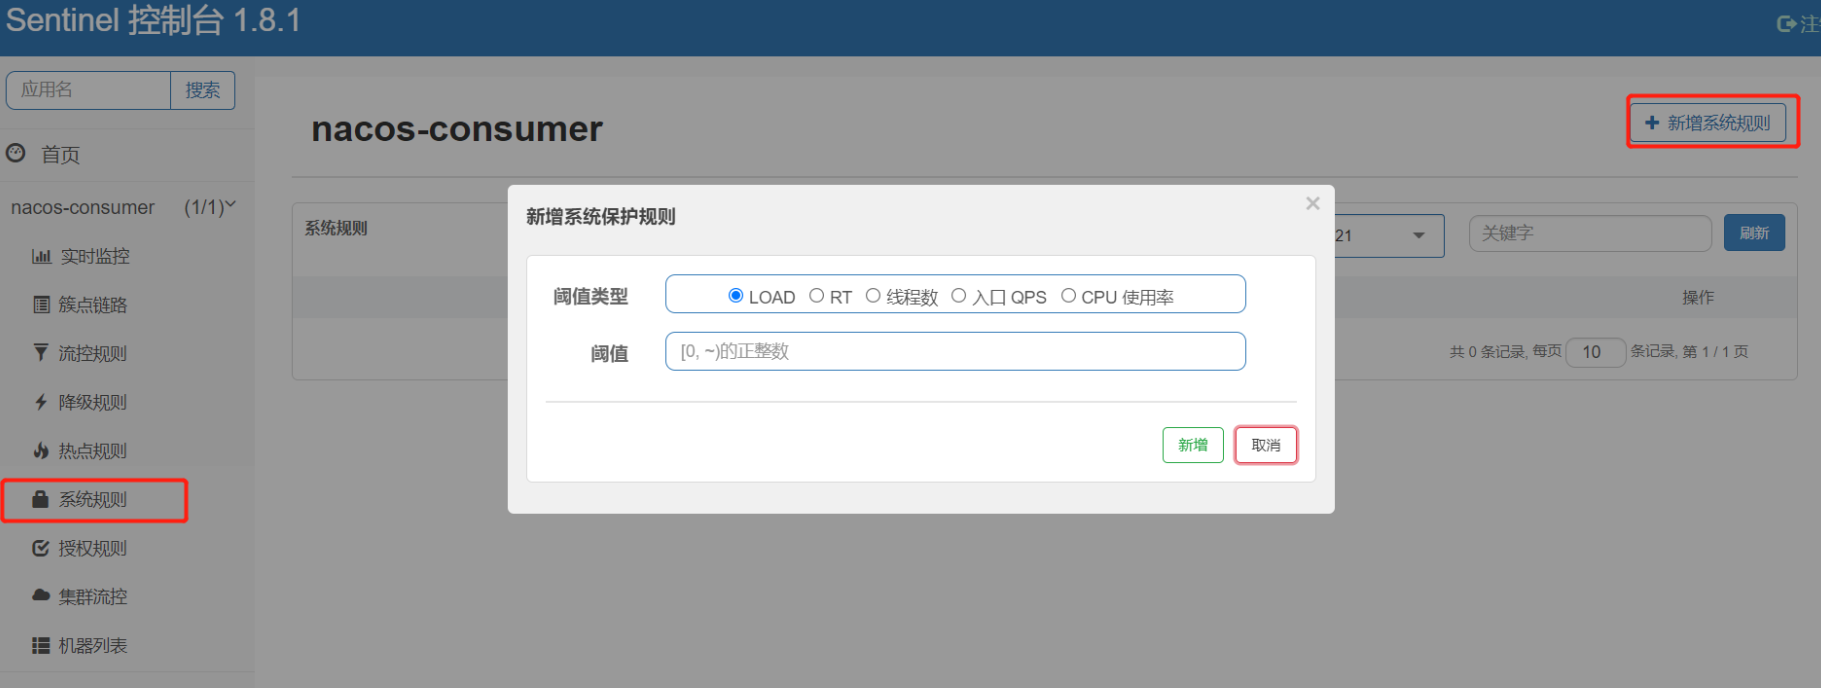 Sentinel 控制台 1.8.1
注
应用名
搜索
首页
nacos-consumer (1/1)
实时监控
簇点链路
流控规则
降级规则
热点规则
系统规则
授权规则
集群流控
机器列表
nacos-consumer
新增系统规则
系统规则
21
关键字
刷新
操作
共 0 条记录, 每页 10 条记录, 第 1 / 1 页
新增系统保护规则
×
阈值类型
LOAD RT 线程数 入口 QPS CPU 使用率
阈值
[0, ~)的正整数
新增
取消